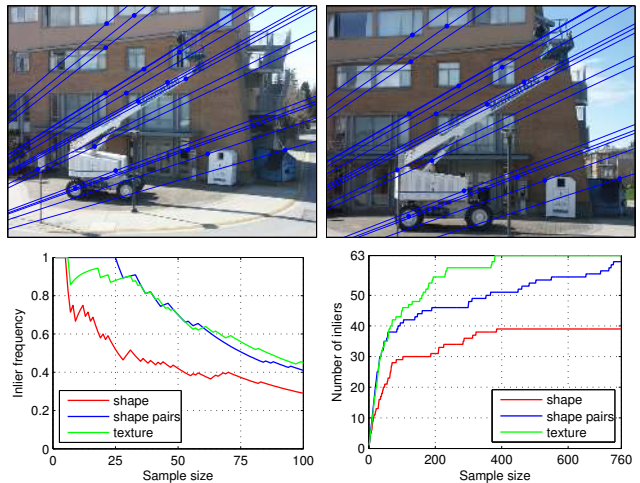 1
0.8
0.6
0.4
0.2
0
0
25
50
75
100
Inlier frequency
Sample size
shape
shape pairs
texture
63
50
40
30
20
10
0
0
200
400
600
760
Number of inliers
Sample size
shape
shape pairs
texture